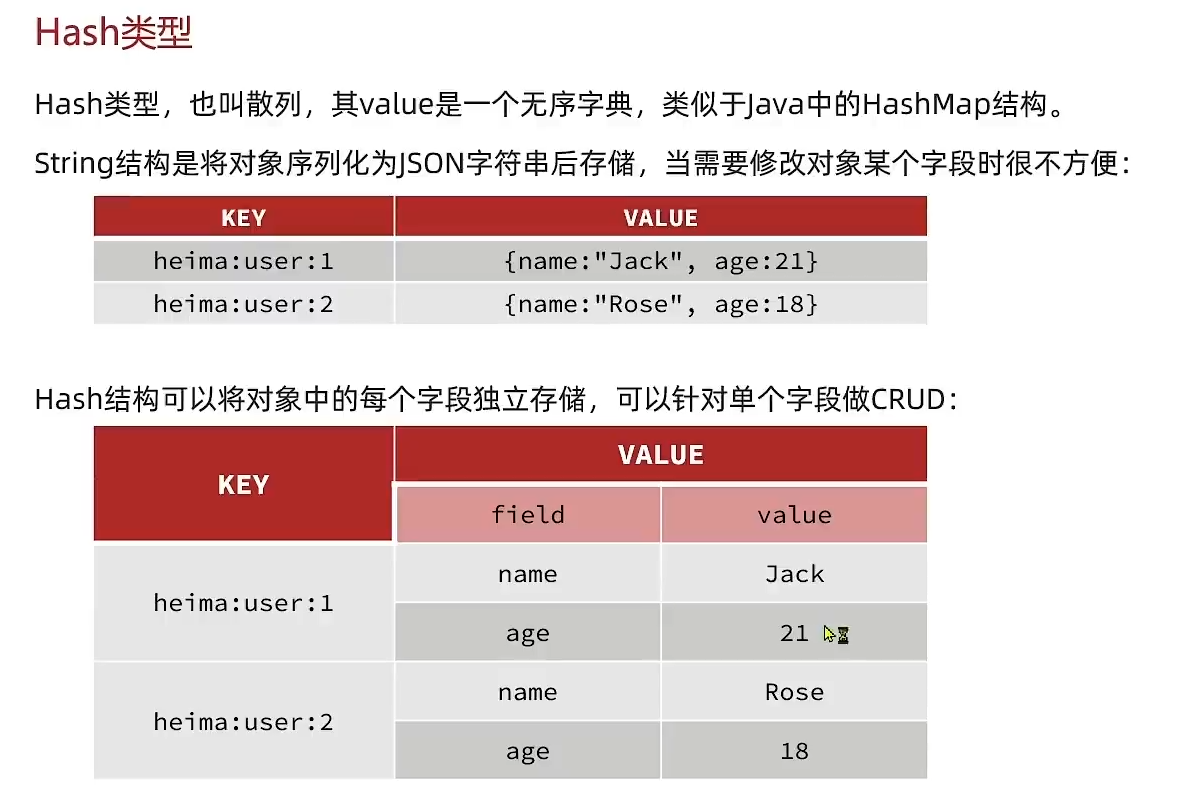 Hash类型
Hash类型，也叫散列，其value是一个无序字典，类似于Java中的HashMap结构。
String结构是将对象序列化为JSON字符串后存储，当需要修改对象某个字段时很不方便：
KEY VALUE
heima:user:1 {name:"Jack", age:21}
heima:user:2 {name:"Rose", age:18}
Hash结构可以将对象中的每个字段独立存储，可以针对单个字段做CRUD：
KEY VALUE
field value
heima:user:1 name Jack
age 21
heima:user:2 name Rose
age 18